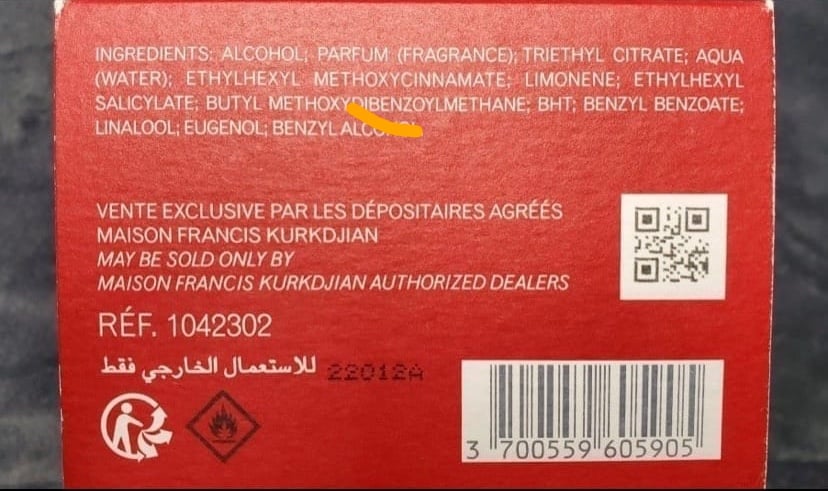 INGREDIENTS: ALCOHOL; PARFUM (FRAGRANCE); TRIETHYL CITRATE; AQUA
(WATER); ETHYLHEXYL METHOXYCINNAMATE; LIMONENE; ETHYLHEXYL
SALICYLATE; BUTYL METHOXYDIBENZOYLMETHANE; BHT; BENZYL BENZOATE;
LINALOOL; EUGENOL; BENZYL ALCOHOL
VENTE EXCLUSIVE PAR LES DÉPOSITAIRES AGRÉÉS
MAISON FRANCIS KURKDJIAN
MAY BE SOLD ONLY BY
MAISON FRANCIS KURKDJIAN AUTHORIZED DEALERS
RÉF. 1042302
للاستعمال الخارجي فقط 22012A
3 700559 605905